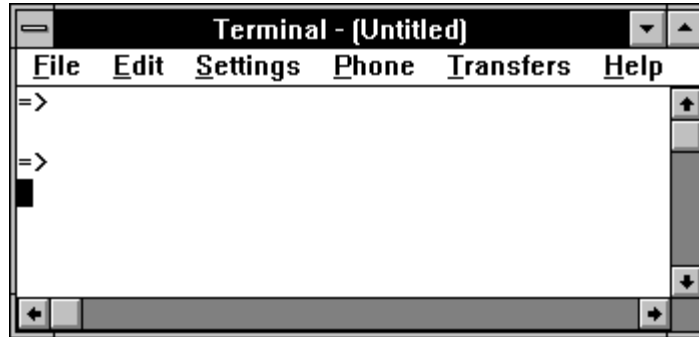 Terminal - (Untitled)
File Edit Settings Phone Transfers Help
=>
=>